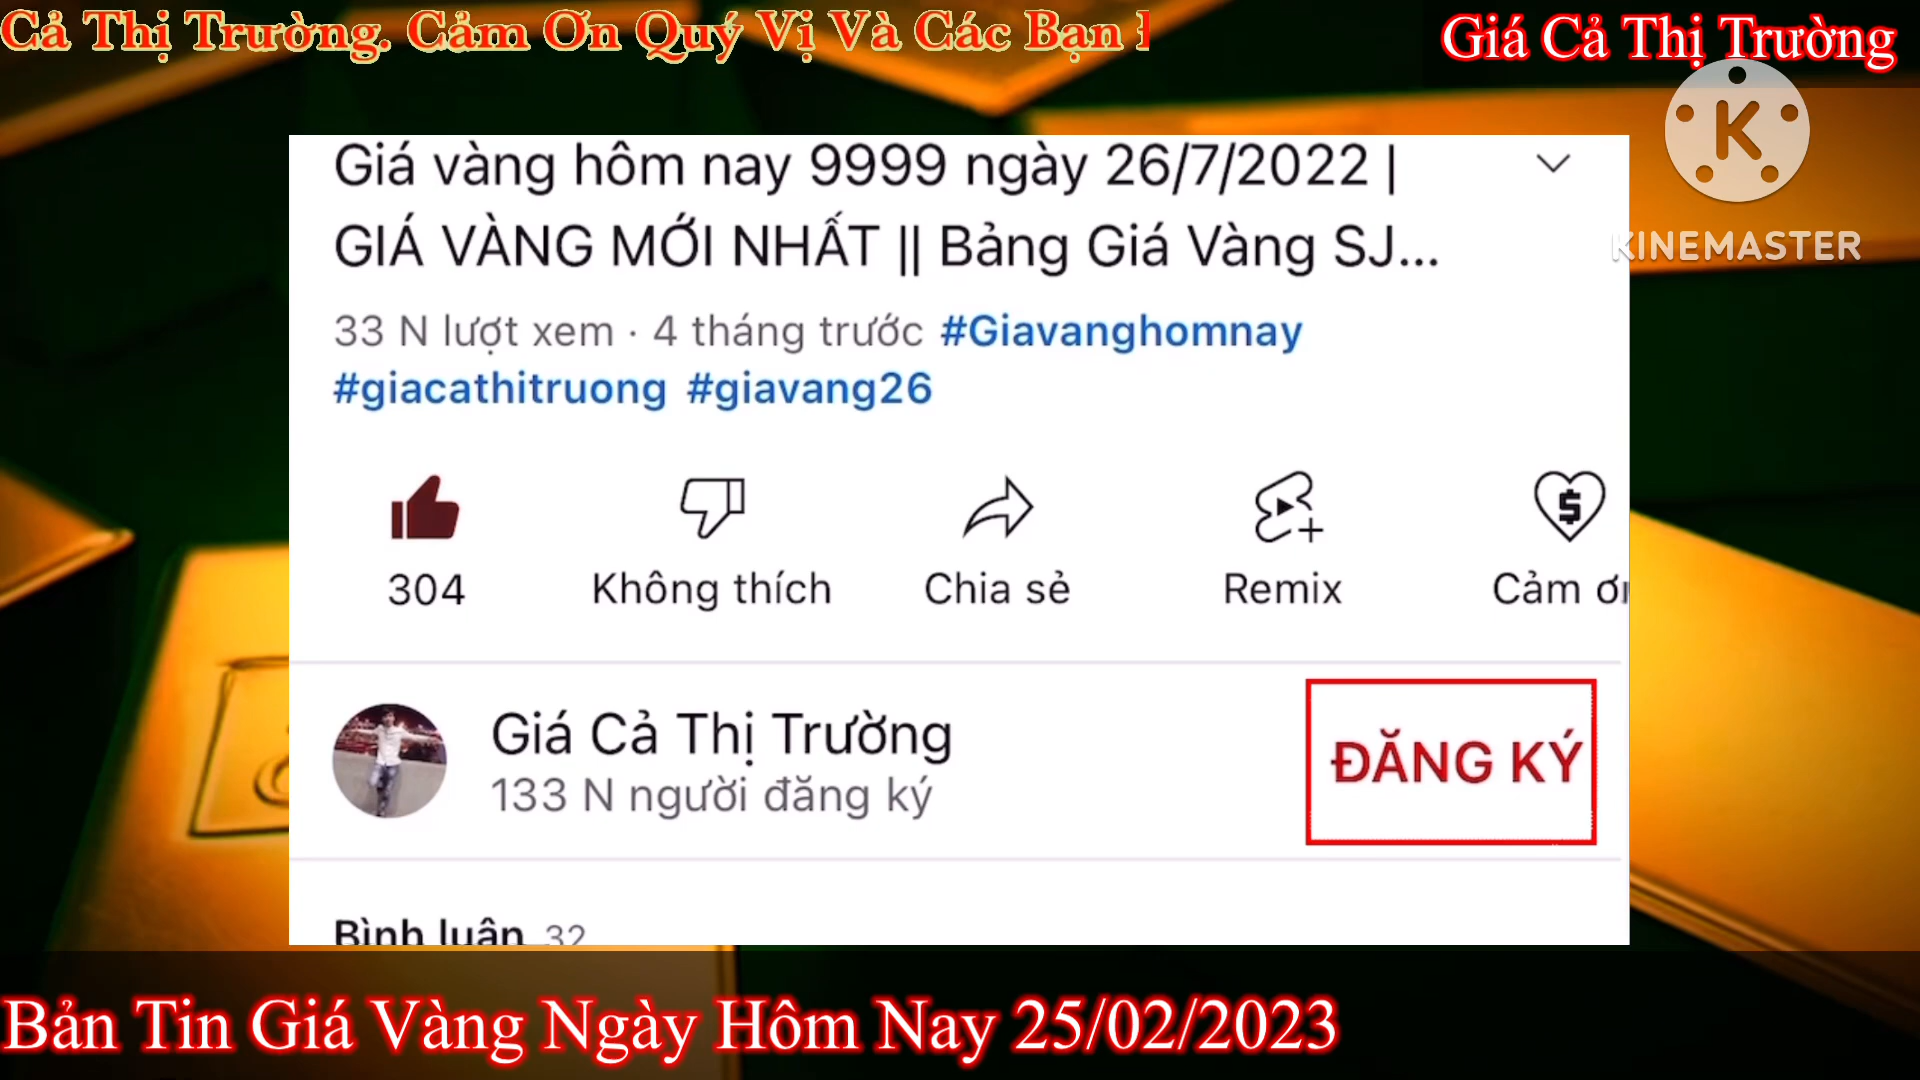 Cả Thị Trường. Cảm Ơn Quý Vị Và Các Bạn
Giá Cả Thị Trường
K
KINEMASTER
Giá vàng hôm nay 9999 ngày 26/7/2022 |
GIÁ VÀNG MỚI NHẤT || Bảng Giá Vàng SJ...
33 N lượt xem · 4 tháng trước #Giavanghomnay
#giacathitruong #giavang26
304 Không thích Chia sẻ Remix Cảm ơn
Giá Cả Thị Trường
133 N người đăng ký
ĐĂNG KÝ
Bình luận 32
Bản Tin Giá Vàng Ngày Hôm Nay 25/02/2023